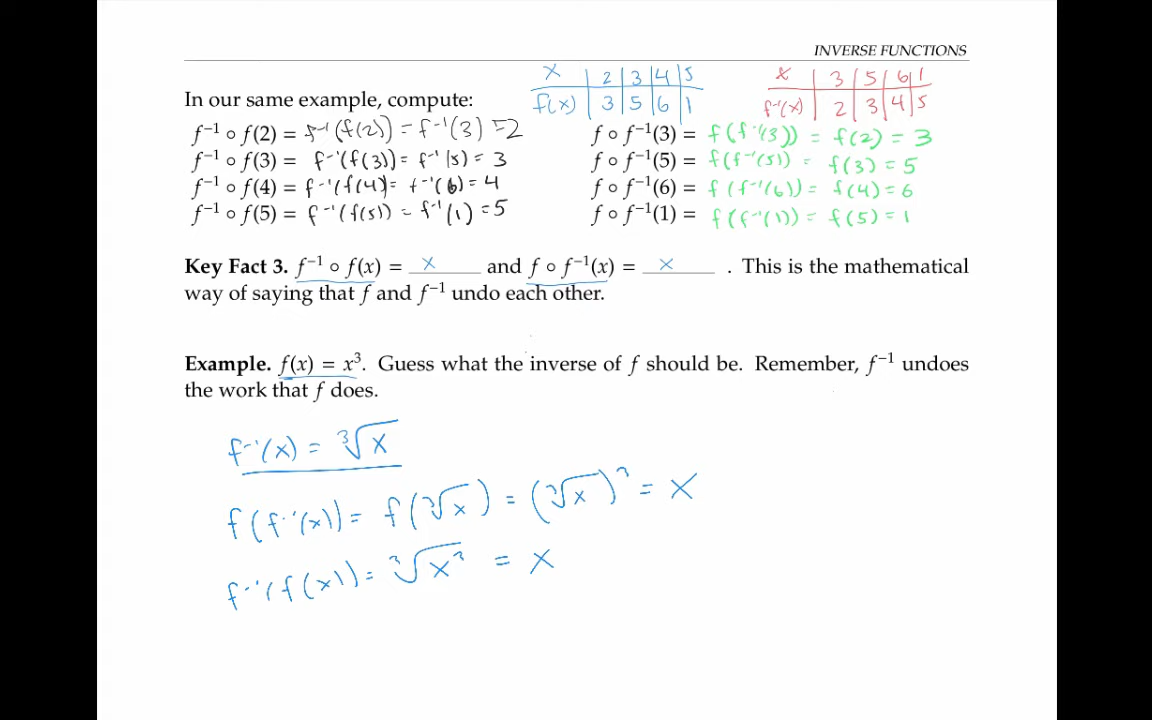 INVERSE FUNCTIONS
x | 2 | 3 | 4 | 5
f(x) | 3 | 5 | 6 | 1
x | 3 | 5 | 6 | 1
f⁻¹(x) | 2 | 3 | 4 | 5
In our same example, compute:
f⁻¹ ∘ f(2) = f⁻¹(f(2)) = f⁻¹(3) = 2
f⁻¹ ∘ f(3) = f⁻¹(f(3)) = f⁻¹(5) = 3
f⁻¹ ∘ f(4) = f⁻¹(f(4)) = f⁻¹(6) = 4
f⁻¹ ∘ f(5) = f⁻¹(f(5)) = f⁻¹(1) = 5
f ∘ f⁻¹(3) = f(f⁻¹(3)) = f(2) = 3
f ∘ f⁻¹(5) = f(f⁻¹(5)) = f(3) = 5
f ∘ f⁻¹(6) = f(f⁻¹(6)) = f(4) = 6
f ∘ f⁻¹(1) = f(f⁻¹(1)) = f(5) = 1
Key Fact 3. f⁻¹ ∘ f(x) = x and f ∘ f⁻¹(x) = x . This is the mathematical
way of saying that f and f⁻¹ undo each other.
Example. f(x) = x³. Guess what the inverse of f should be. Remember, f⁻¹ undoes
the work that f does.
f⁻¹(x) = ∛x
f(f⁻¹(x)) = f(∛x) = (∛x)³ = x
f⁻¹(f(x)) = ∛x³ = x